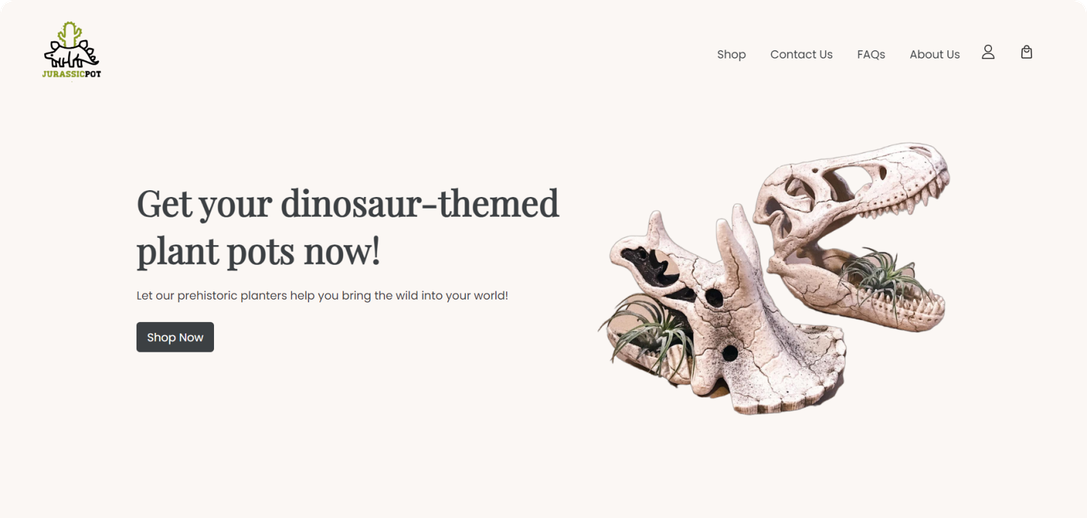 JURASSICPOT
Shop Contact Us FAQs About Us
Get your dinosaur-themed
plant pots now!
Let our prehistoric planters help you bring the wild into your world!
Shop Now